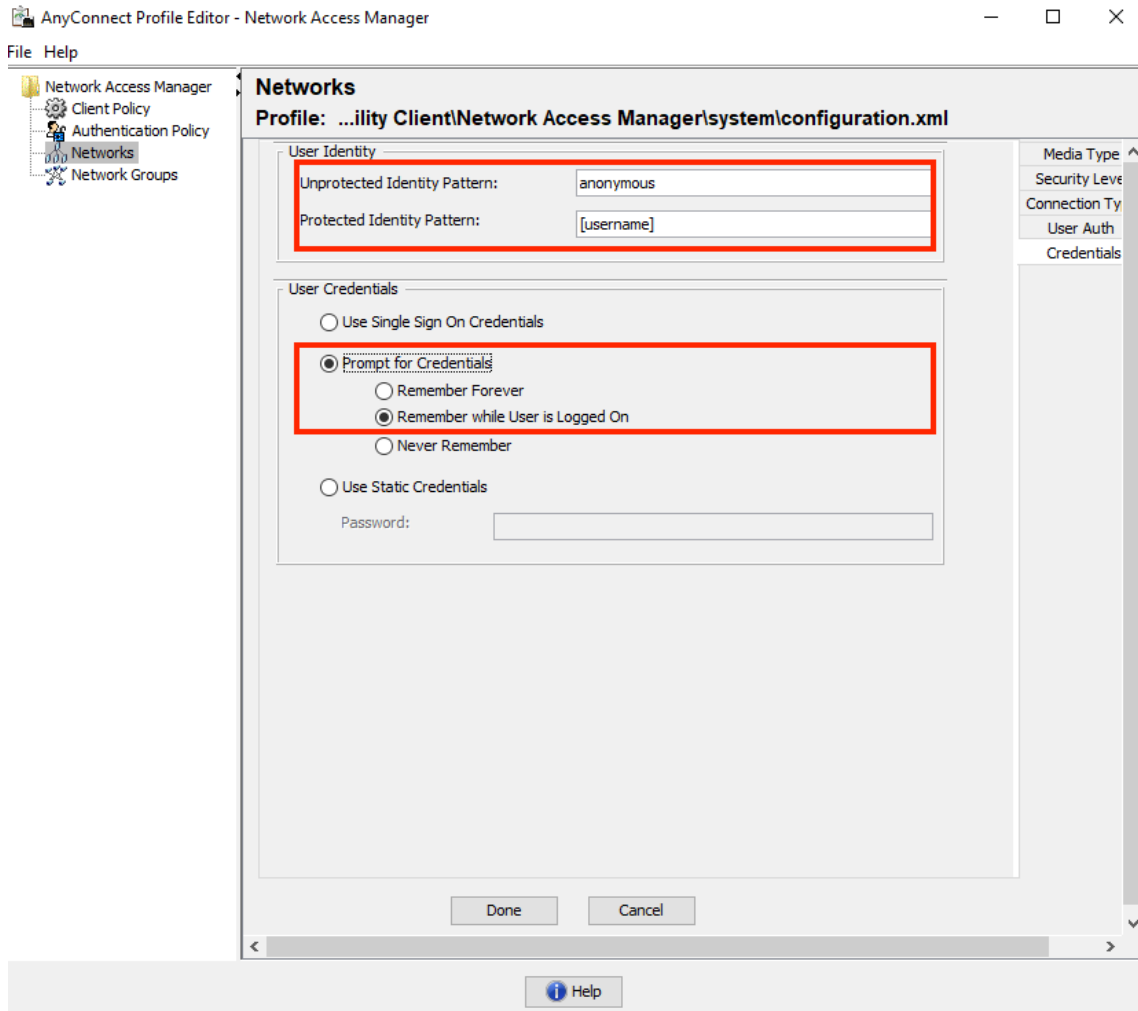 AnyConnect Profile Editor - Network Access Manager
File Help
Network Access Manager
Client Policy
Authentication Policy
Networks
Network Groups
Networks
Profile: ...ility Client\Network Access Manager\system\configuration.xml
User Identity
Unprotected Identity Pattern: anonymous
Protected Identity Pattern: [username]
User Credentials
Use Single Sign On Credentials
Prompt for Credentials
Remember Forever
Remember while User is Logged On
Never Remember
Use Static Credentials
Password:
Media Type
Security Leve
Connection Ty
User Auth
Credentials
Done Cancel
Help